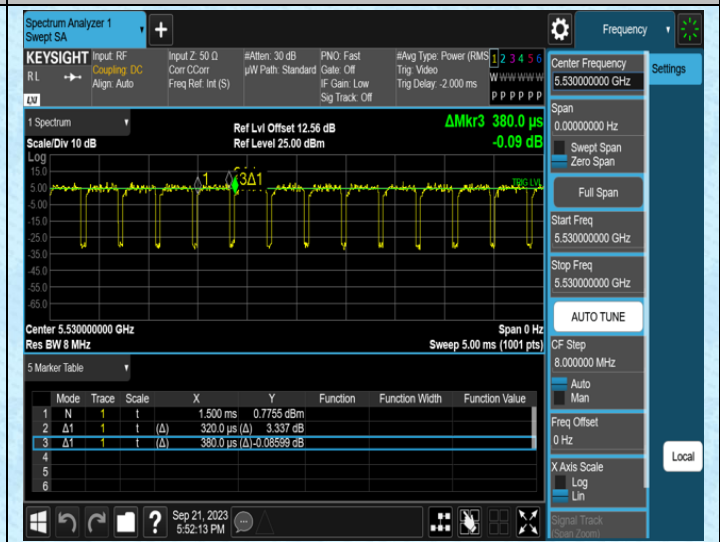 Spectrum Analyzer 1
Swept SA
Frequency
KEYSIGHT
RL
LXI
Input: RF
Coupling: DC
Align: Auto
Input Z: 50 Ω
Corr CCorr
Freq Ref: Int (S)
#Atten: 30 dB
µW Path: Standard
PNO: Fast
Gate: Off
IF Gain: Low
Sig Track: Off
#Avg Type: Power (RMS
Trig: Video
Trig Delay: -2.000 ms
1 2 3 4 5 6
W W W W W W
P P P P P P
1 Spectrum
Scale/Div 10 dB
Ref Lvl Offset 12.56 dB
Ref Level 25.00 dBm
ΔMkr3 380.0 µs
-0.09 dB
Log
15.0
5.00
-5.00
-15.0
-25.0
-35.0
-45.0
-55.0
-65.0
1
3Δ1
TRIG LVL
Center 5.530000000 GHz
Res BW 8 MHz
Span 0 Hz
Sweep 5.00 ms (1001 pts)
5 Marker Table
Mode Trace Scale X Y Function Function Width Function Value
1 N 1 t 1.500 ms 0.7755 dBm
2 Δ1 1 t (Δ) 320.0 µs (Δ) 3.337 dB
3 Δ1 1 t (Δ) 380.0 µs (Δ) -0.08599 dB
4
5
6
Sep 21, 2023
5:52:13 PM
Center Frequency
5.530000000 GHz
Span
0.00000000 Hz
Swept Span
Zero Span
Full Span
Start Freq
5.530000000 GHz
Stop Freq
5.530000000 GHz
AUTO TUNE
CF Step
8.000000 MHz
Auto
Man
Freq Offset
0 Hz
X Axis Scale
Log
Lin
Signal Track
(Span Zoom)
Settings
Local